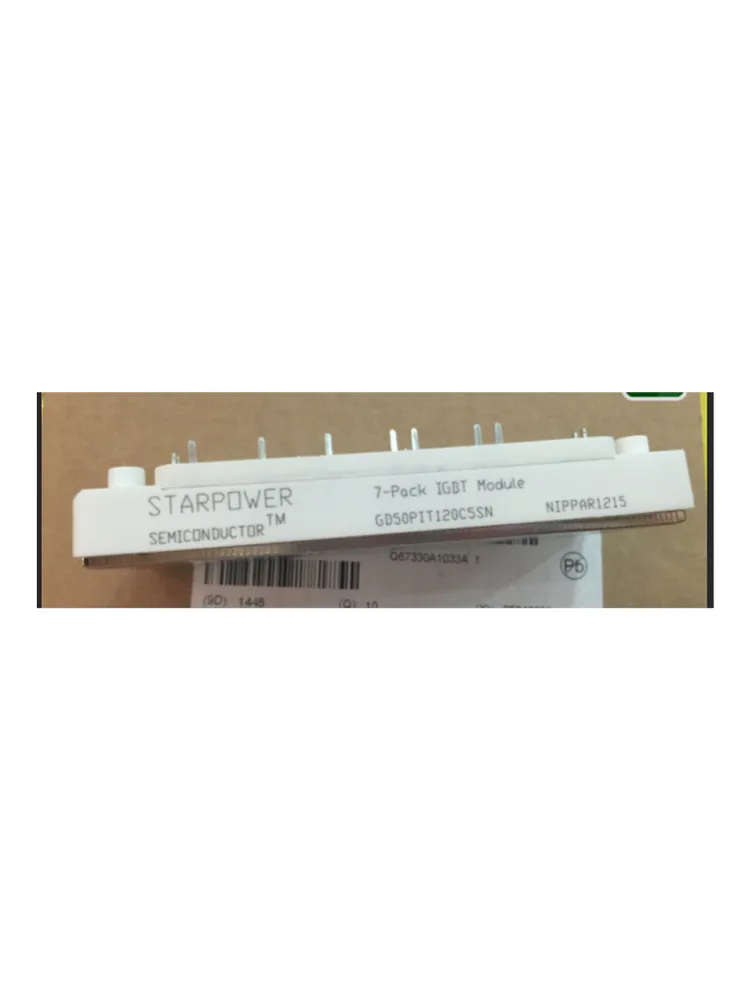 STARPOWER
SEMICONDUCTOR™
7-Pack IGBT Module
GD50PIT120C5SN
NIPPAR1215
Q67330A1033A 1
Pb
(9D) 1448
(Q) 10